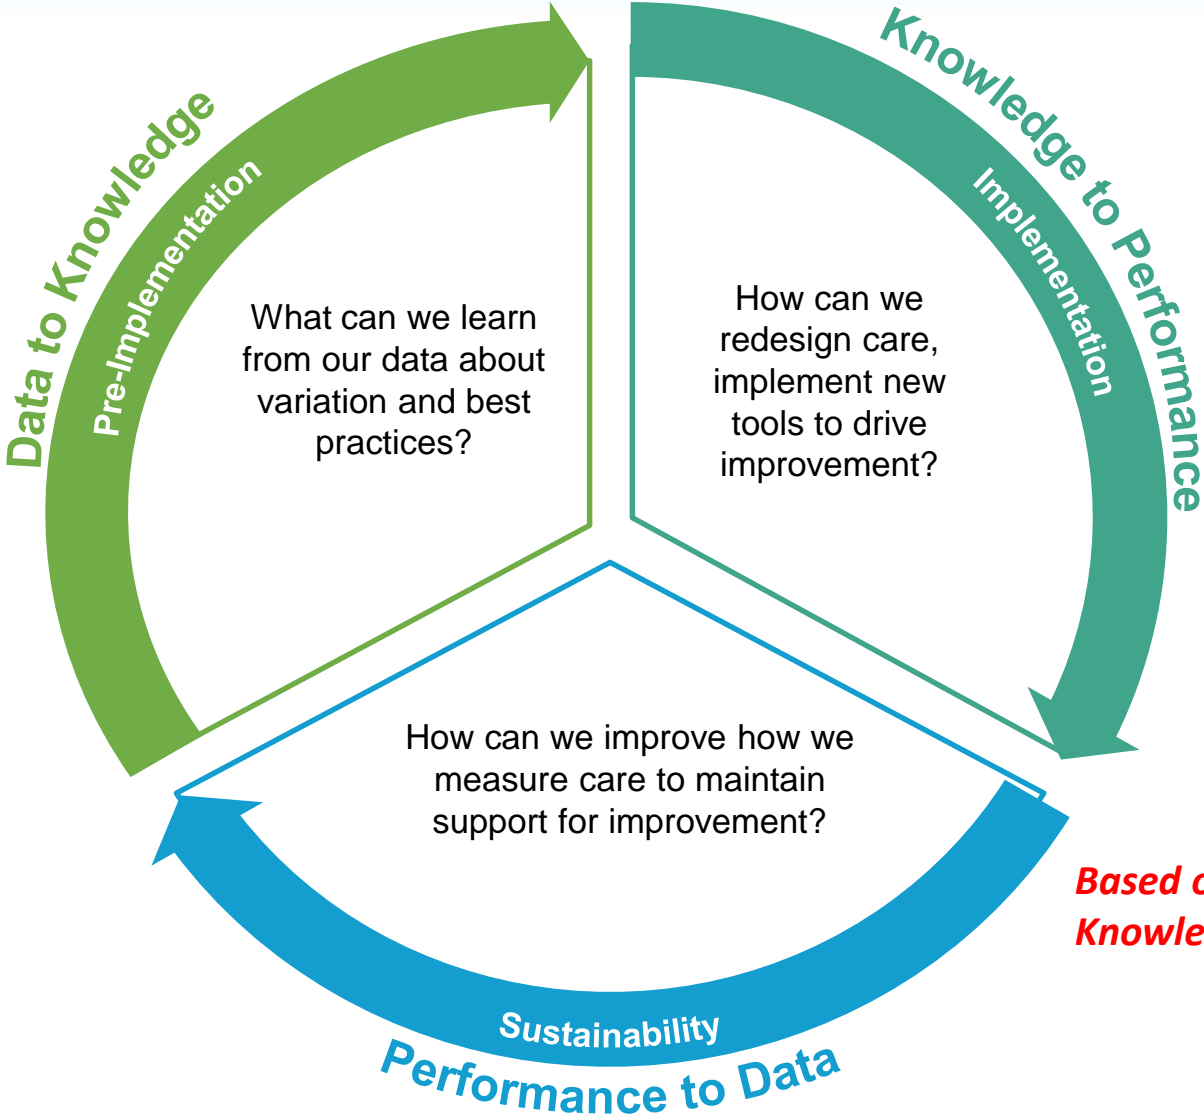 Data to Knowledge
Pre-Implementation
What can we learn
from our data about
variation and best
practices?
Knowledge to Performance
Implementation
How can we
redesign care,
implement new
tools to drive
improvement?
How can we improve how we
measure care to maintain
support for improvement?
Sustainability
Performance to Data
Based